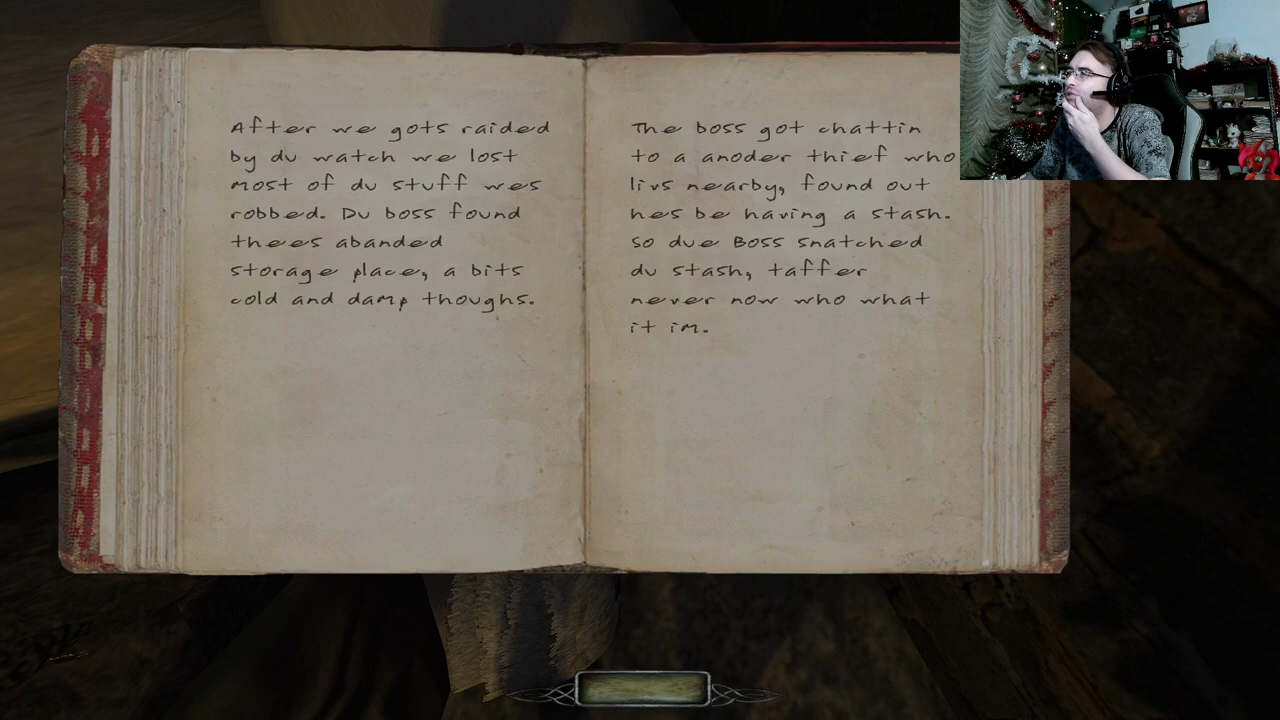 After we gots raided
by du watch we lost
most of du stuff wes
robbed. Du boss found
thees abanded
storage place, a bits
cold and damp thoughs.
The boss got chattin
to a anoder thief who
livs nearby, found out
hes be having a stash.
so due Boss snatched
du stash, taffer
never now who what
it im.